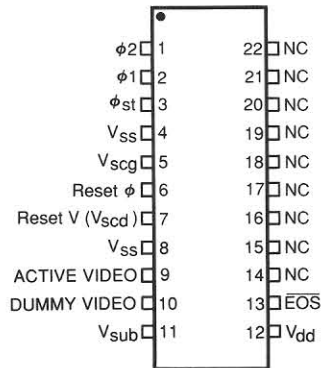 ϕ2 1 22 NC
ϕ1 2 21 NC
ϕst 3 20 NC
Vss 4 19 NC
Vscg 5 18 NC
Reset ϕ 6 17 NC
Reset V (Vscd) 7 16 NC
Vss 8 15 NC
ACTIVE VIDEO 9 14 NC
DUMMY VIDEO 10 13 E̅O̅S̅
Vsub 11 12 Vdd